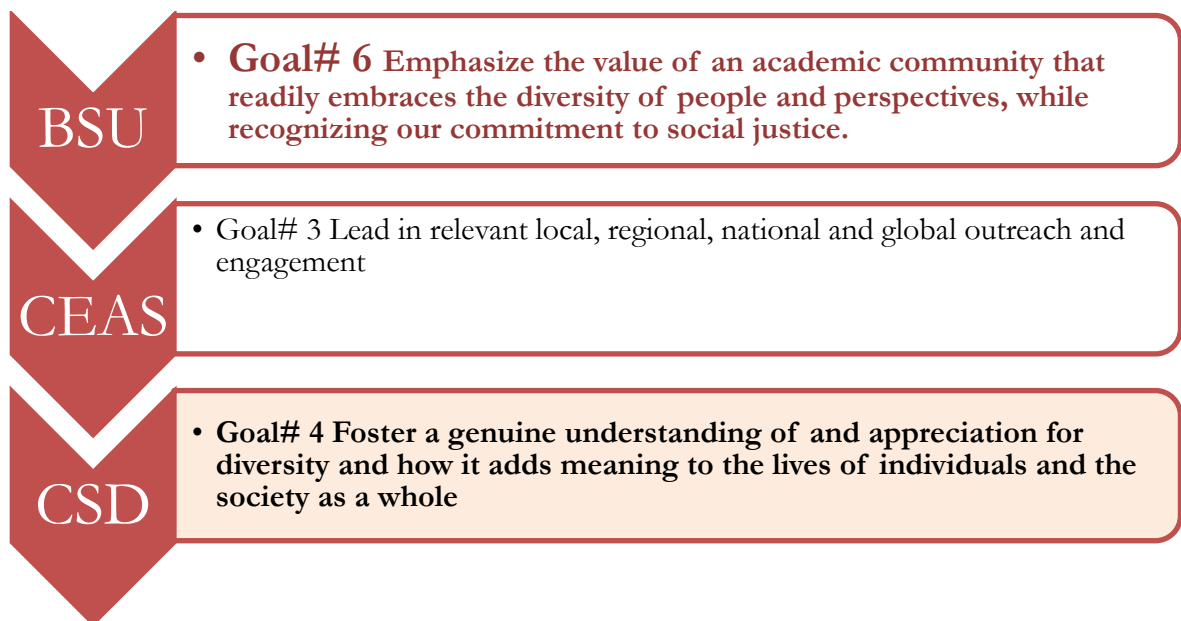 BSU
• Goal# 6 Emphasize the value of an academic community that
readily embraces the diversity of people and perspectives, while
recognizing our commitment to social justice.
CEAS
• Goal# 3 Lead in relevant local, regional, national and global outreach and
engagement
CSD
• Goal# 4 Foster a genuine understanding of and appreciation for
diversity and how it adds meaning to the lives of individuals and the
society as a whole